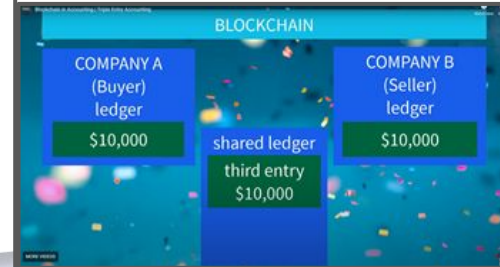 Blockchain in Accounting | Triple Entry Accounting
BLOCKCHAIN
COMPANY A
(Buyer)
ledger
$10,000
COMPANY B
(Seller)
ledger
$10,000
shared ledger
third entry
$10,000
MORE VIDEOS